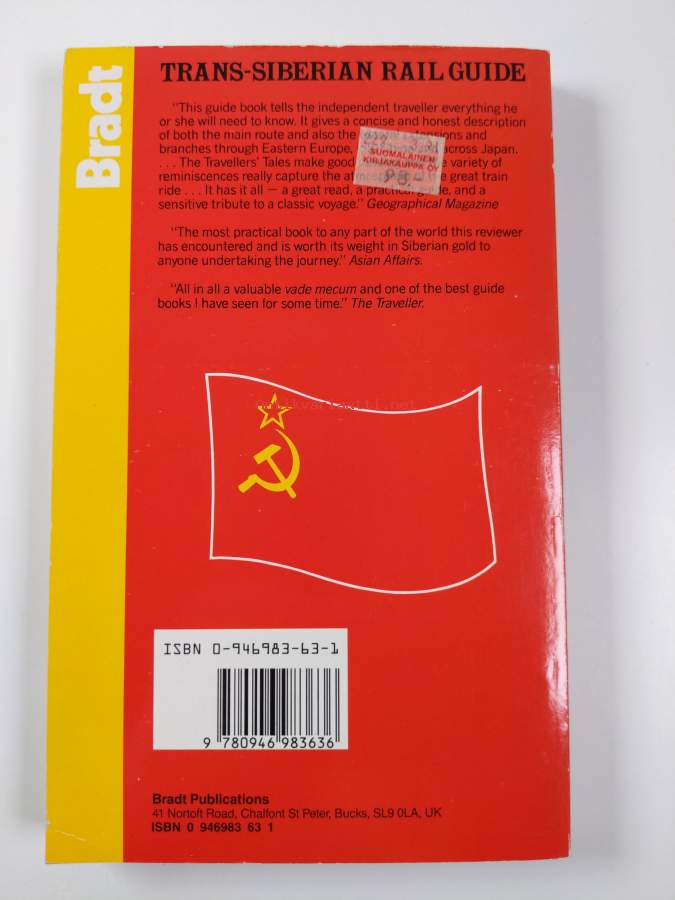 Bradt
TRANS-SIBERIAN RAIL GUIDE
"This guide book tells the independent traveller everything he
or she will need to know. It gives a concise and honest description
of both the main route and also the
branches through Eastern Europe, across Japan.
. . . The Travellers' Tales make good variety of
reminiscences really capture the great train
ride . . . It has it all — a great read, a practical guide, and a
sensitive tribute to a classic voyage." Geographical Magazine
SUOMALAINEN
KIRJAKAUPPA OY
98.-
"The most practical book to any part of the world this reviewer
has encountered and is worth its weight in Siberian gold to
anyone undertaking the journey." Asian Affairs.
"All in all a valuable vade mecum and one of the best guide
books I have seen for some time." The Traveller.
antikvariaatti.net
ISBN 0-946983-63-1
9 780946 983636
Bradt Publications
41 Nortoft Road, Chalfont St Peter, Bucks, SL9 0LA, UK
ISBN 0 946983 63 1